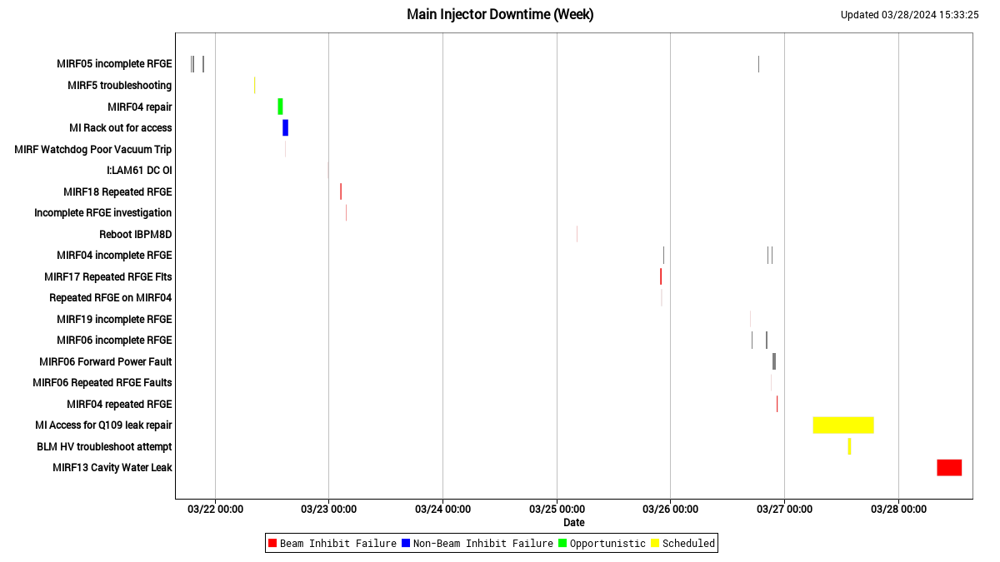 Main Injector Downtime (Week)
Updated 03/28/2024 15:33:25
MIRF05 incomplete RFGE
MIRF5 troubleshooting
MIRF04 repair
MI Rack out for access
MIRF Watchdog Poor Vacuum Trip
I:LAM61 DC OI
MIRF18 Repeated RFGE
Incomplete RFGE investigation
Reboot IBPM8D
MIRF04 incomplete RFGE
MIRF17 Repeated RFGE Flts
Repeated RFGE on MIRF04
MIRF19 incomplete RFGE
MIRF06 incomplete RFGE
MIRF06 Forward Power Fault
MIRF06 Repeated RFGE Faults
MIRF04 repeated RFGE
MI Access for Q109 leak repair
BLM HV troubleshoot attempt
MIRF13 Cavity Water Leak
03/22 00:00 03/23 00:00 03/24 00:00 03/25 00:00 03/26 00:00 03/27 00:00 03/28 00:00
Date
Beam Inhibit Failure Non-Beam Inhibit Failure Opportunistic Scheduled